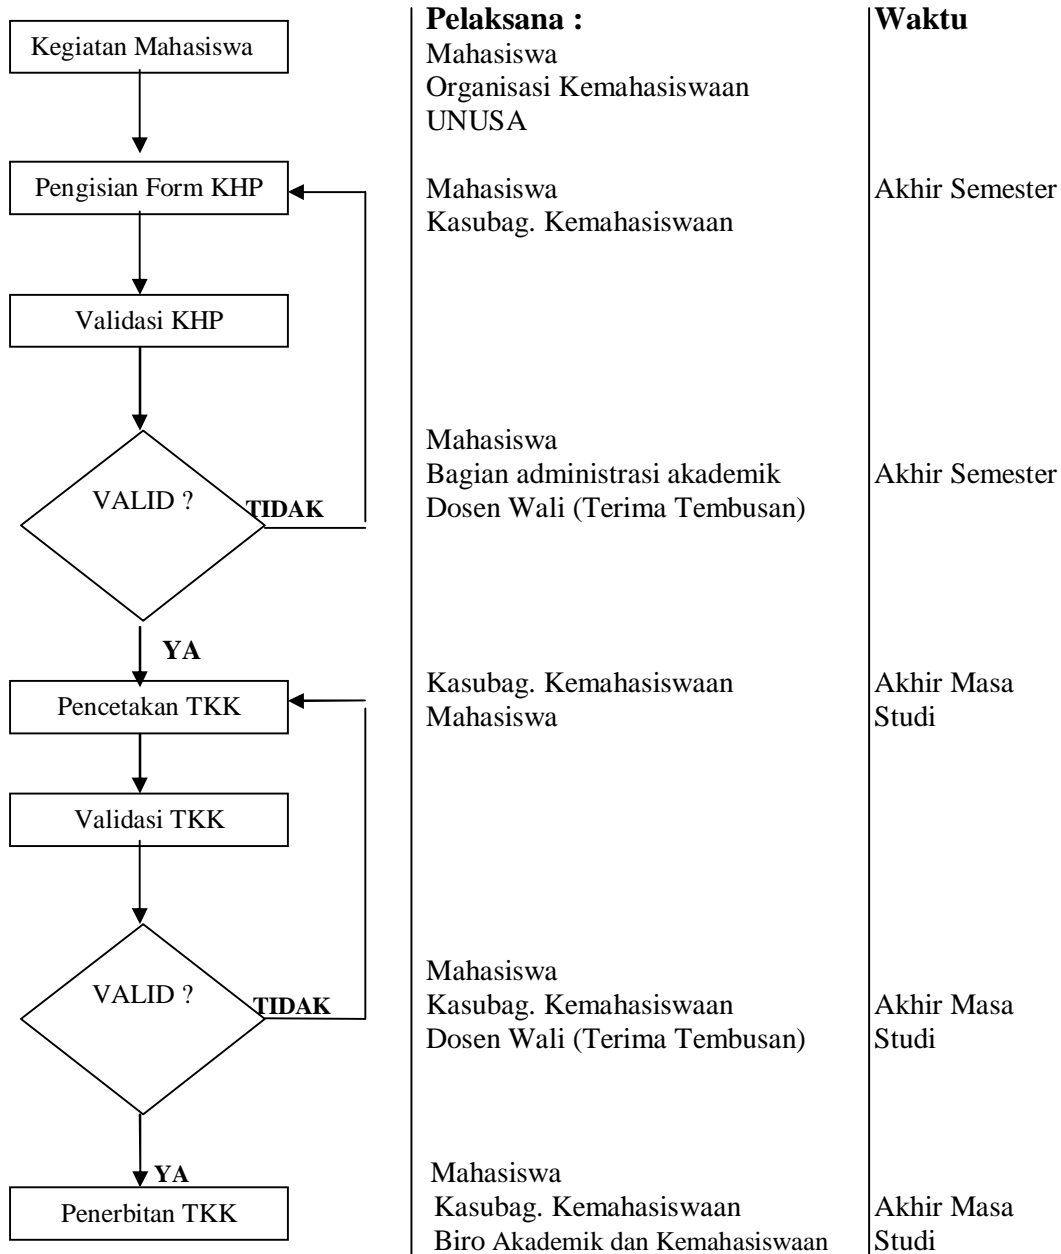 Pelaksana :
Waktu
Kegiatan Mahasiswa
Mahasiswa
Organisasi Kemahasiswaan
UNUSA
Pengisian Form KHP
Mahasiswa
Akhir Semester
Kasubag. Kemahasiswaan
Validasi KHP
Mahasiswa
VALID ?
Bagian administrasi akademik
Akhir Semester
TIDAK
Dosen Wali (Terima Tembusan)
YA
Pencetakan TKK
Kasubag. Kemahasiswaan
Akhir Masa
Mahasiswa
Studi
Validasi TKK
Mahasiswa
VALID ?
TIDAK
Kasubag. Kemahasiswaan
Akhir Masa
Dosen Wali (Terima Tembusan)
Studi
YA
Mahasiswa
Penerbitan TKK
Kasubag. Kemahasiswaan
Akhir Masa
Biro Akademik dan Kemahasiswaan
Studi